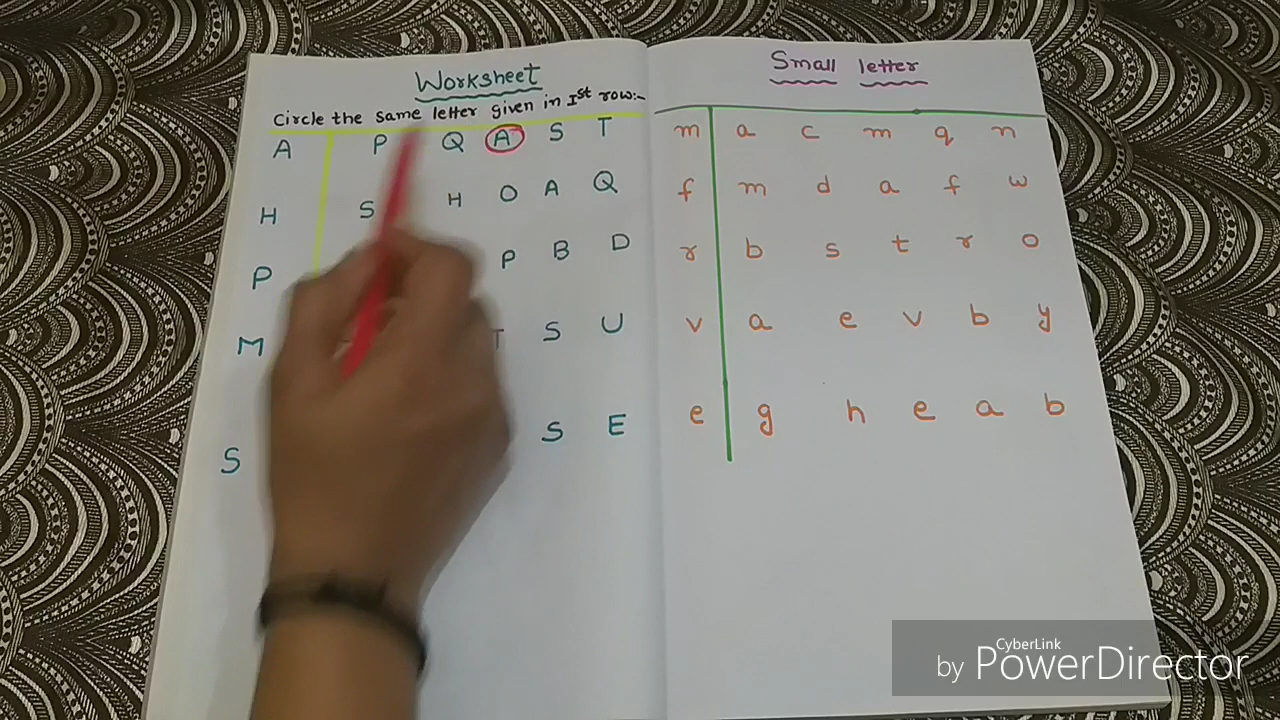 Worksheet
Circle the same letter given in Ist row:-
A P Q A S T
H S H O A Q
P P B D
M T S U
S S E
Small letter
m a c m q n
f m d a f w
r b s t r o
v a e v b y
e g h e a b
CyberLink
by PowerDirector